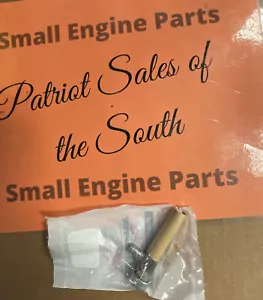 Small Engine Parts
Patriot Sales of
the South
Small Engine Parts